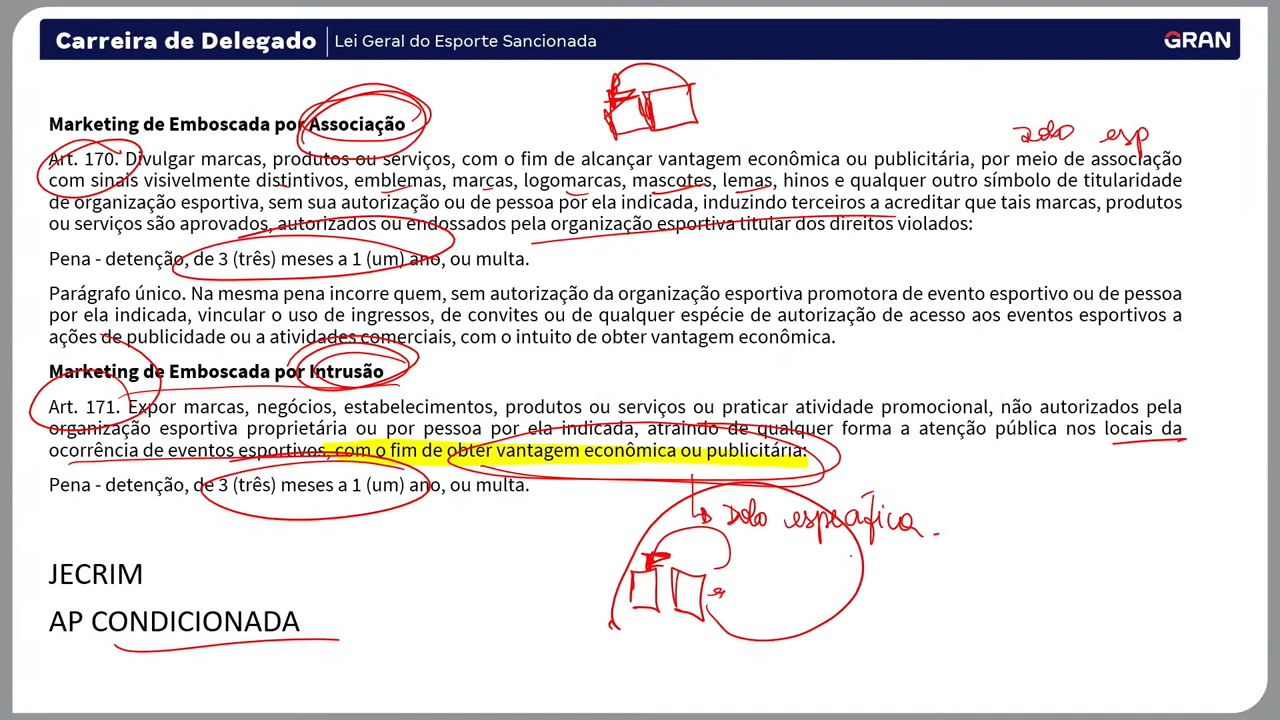 Carreira de Delegado | Lei Geral do Esporte Sancionada
GRAN
Marketing de Emboscada por Associação
dolo esp
Art. 170. Divulgar marcas, produtos ou serviços, com o fim de alcançar vantagem econômica ou publicitária, por meio de associação
com sinais visivelmente distintivos, emblemas, marcas, logomarcas, mascotes, lemas, hinos e qualquer outro símbolo de titularidade
de organização esportiva, sem sua autorização ou de pessoa por ela indicada, induzindo terceiros a acreditar que tais marcas, produtos
ou serviços são aprovados, autorizados ou endossados pela organização esportiva titular dos direitos violados:
Pena - detenção, de 3 (três) meses a 1 (um) ano, ou multa.
Parágrafo único. Na mesma pena incorre quem, sem autorização da organização esportiva promotora de evento esportivo ou de pessoa
por ela indicada, vincular o uso de ingressos, de convites ou de qualquer espécie de autorização de acesso aos eventos esportivos a
ações de publicidade ou a atividades comerciais, com o intuito de obter vantagem econômica.
Marketing de Emboscada por Intrusão
Art. 171. Expor marcas, negócios, estabelecimentos, produtos ou serviços ou praticar atividade promocional, não autorizados pela
organização esportiva proprietária ou por pessoa por ela indicada, atraindo de qualquer forma a atenção pública nos locais da
ocorrência de eventos esportivos, com o fim de obter vantagem econômica ou publicitária:
Pena - detenção, de 3 (três) meses a 1 (um) ano, ou multa.
Dolo específico.
JECRIM
AP CONDICIONADA